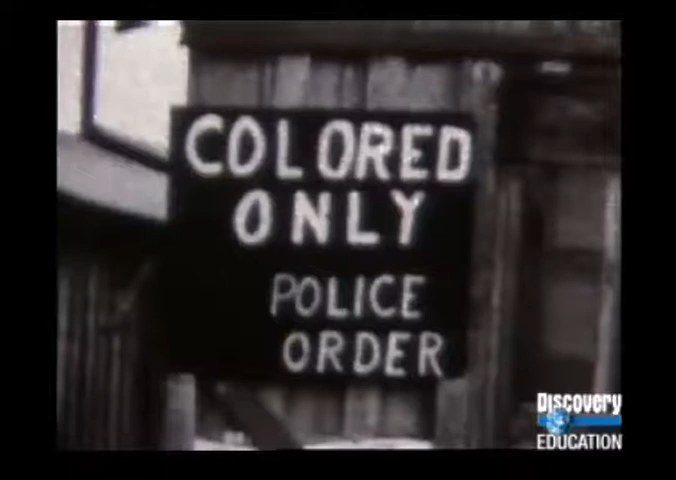 COLORED
ONLY
POLICE
ORDER
Discovery
EDUCATION